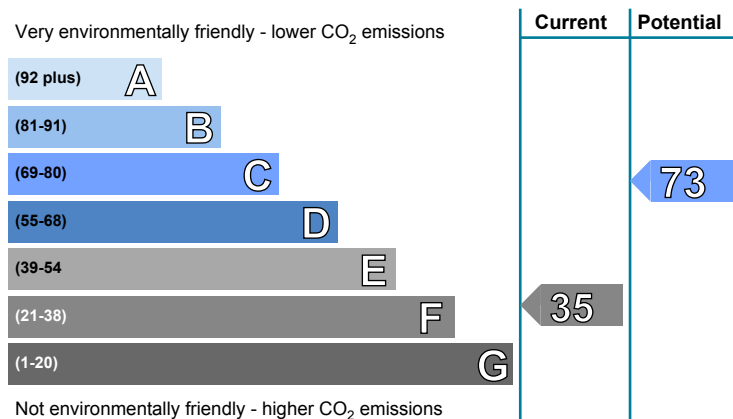 Current Potential
Very environmentally friendly - lower CO₂ emissions
(92 plus) A
(81-91) B
(69-80) C
73
(55-68) D
(39-54 E
(21-38) F
35
(1-20) G
Not environmentally friendly - higher CO₂ emissions